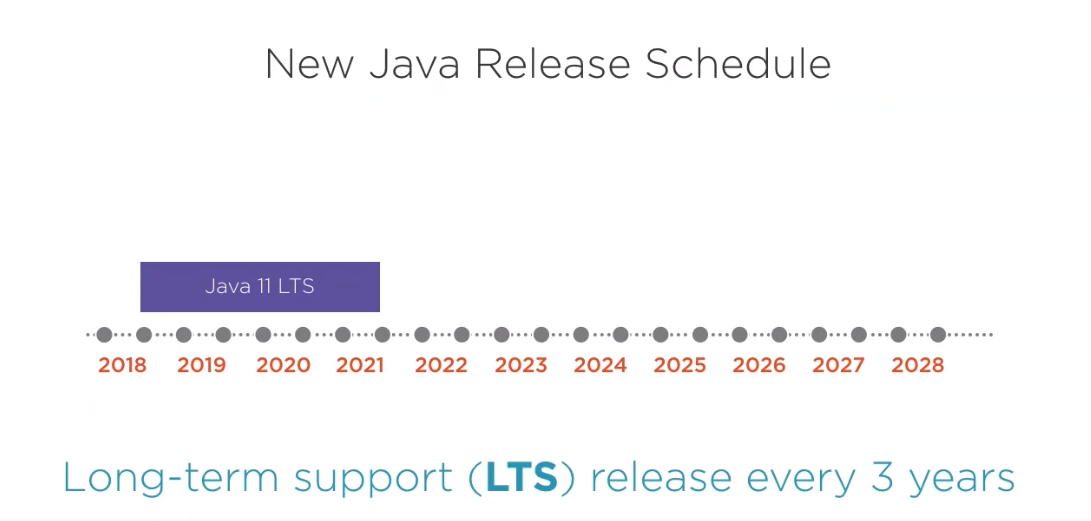 New Java Release Schedule
Java 11 LTS
2018 2019 2020 2021 2022 2023 2024 2025 2026 2027 2028
Long-term support (LTS) release every 3 years